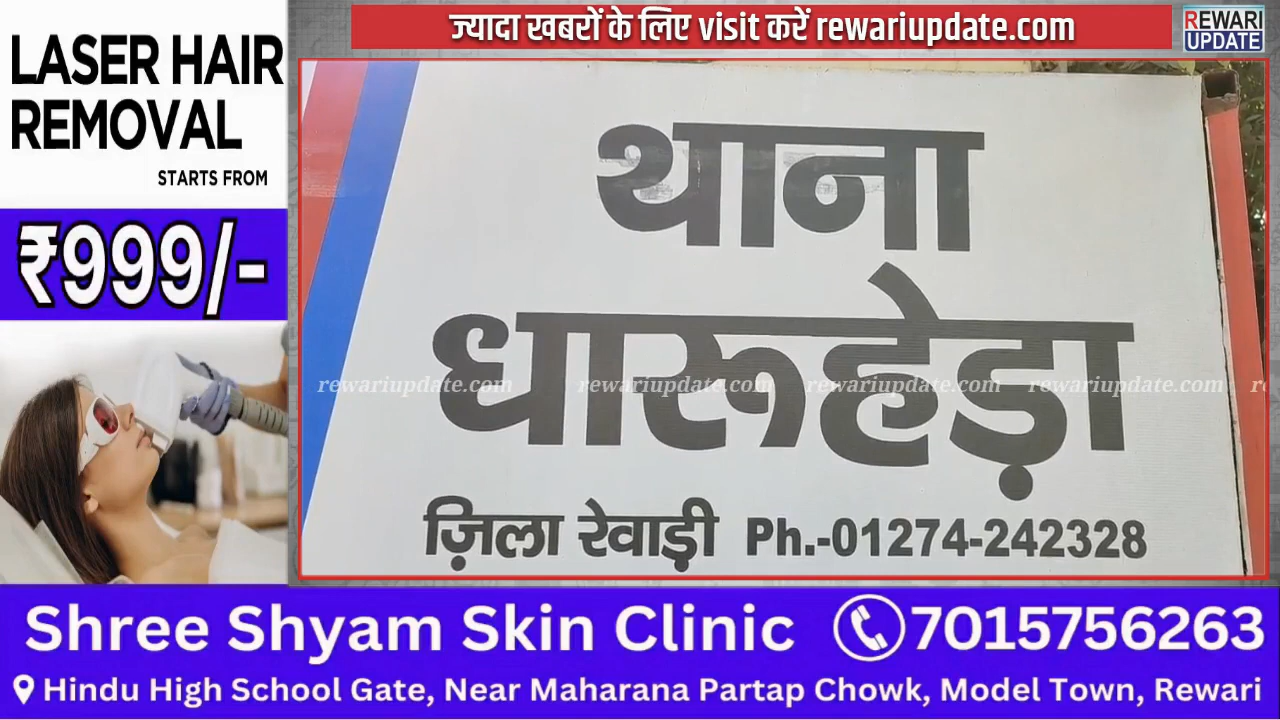 LASER HAIR
REMOVAL
STARTS FROM
₹999/-
ज्यादा खबरों के लिए visit करें rewariupdate.com
REWARI
UPDATE
थाना
धारूहेड़ा
rewariupdate.com rewariupdate.com rewariupdate.com rewariupdate.com re
ज़िला रेवाड़ी Ph.-01274-242328
Shree Shyam Skin Clinic 7015756263
Hindu High School Gate, Near Maharana Partap Chowk, Model Town, Rewari